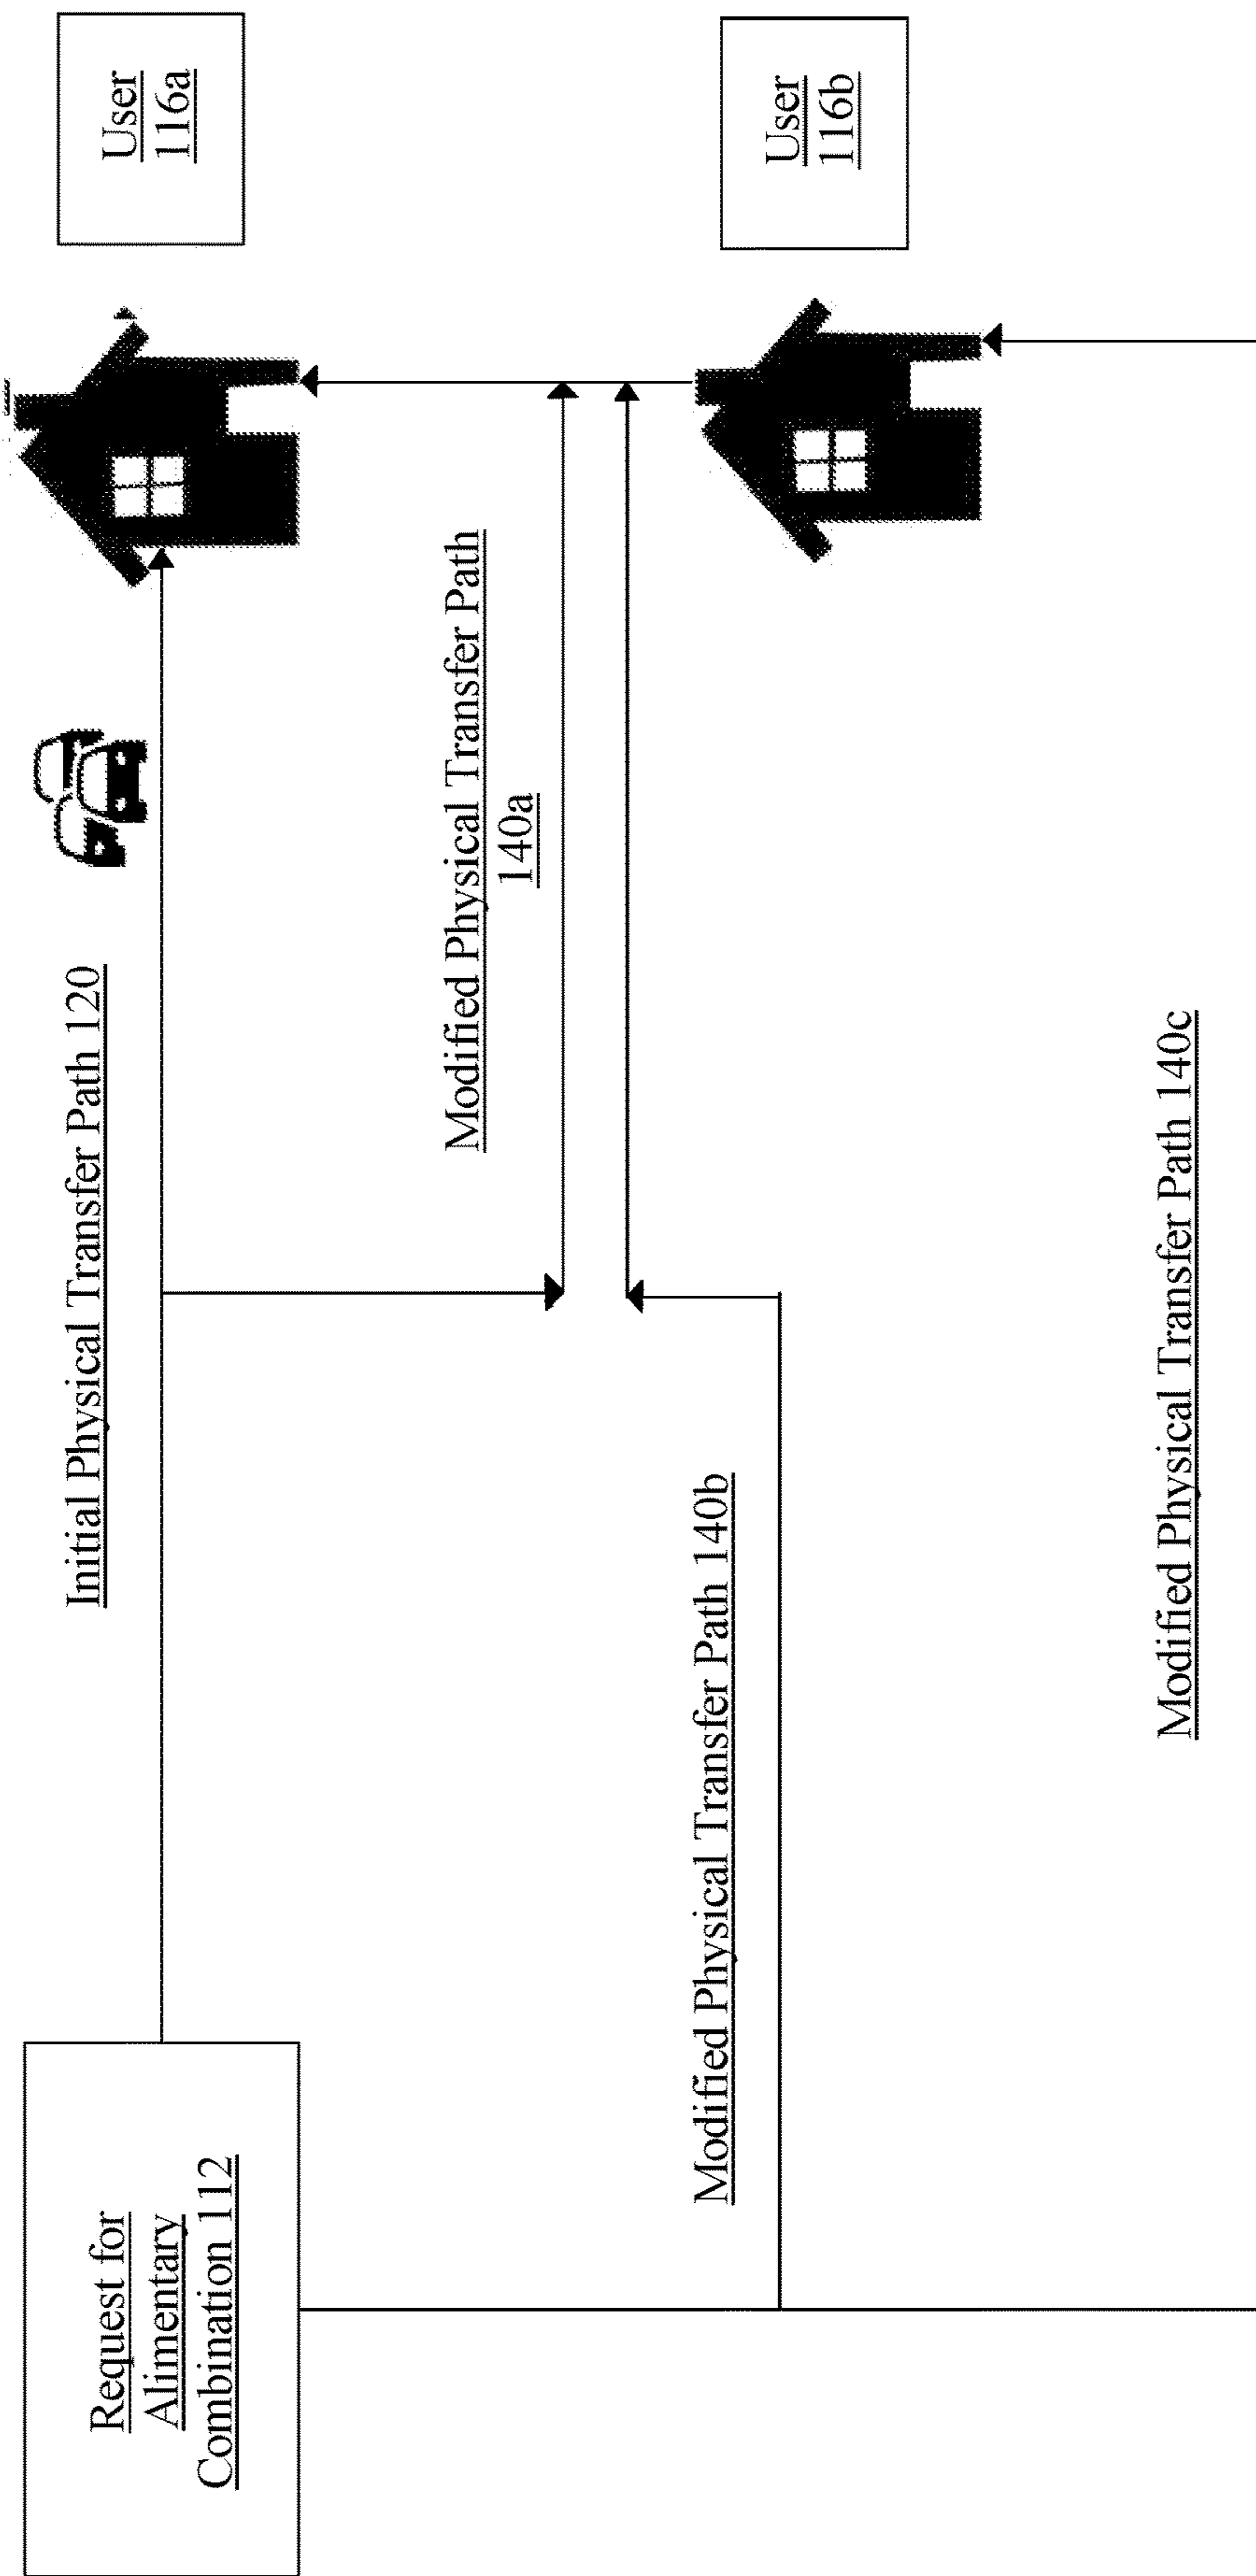 Request for
Alimentary
Combination 112
Initial Physical Transfer Path 120
User
116a
Modified Physical Transfer Path
140a
Modified Physical Transfer Path 140b
User
116b
Modified Physical Transfer Path 140c